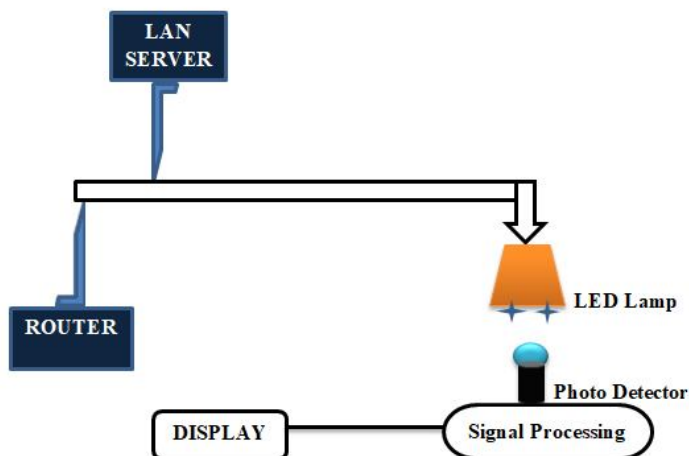 LAN
SERVER
ROUTER
LED Lamp
Photo Detector
DISPLAY
Signal Processing